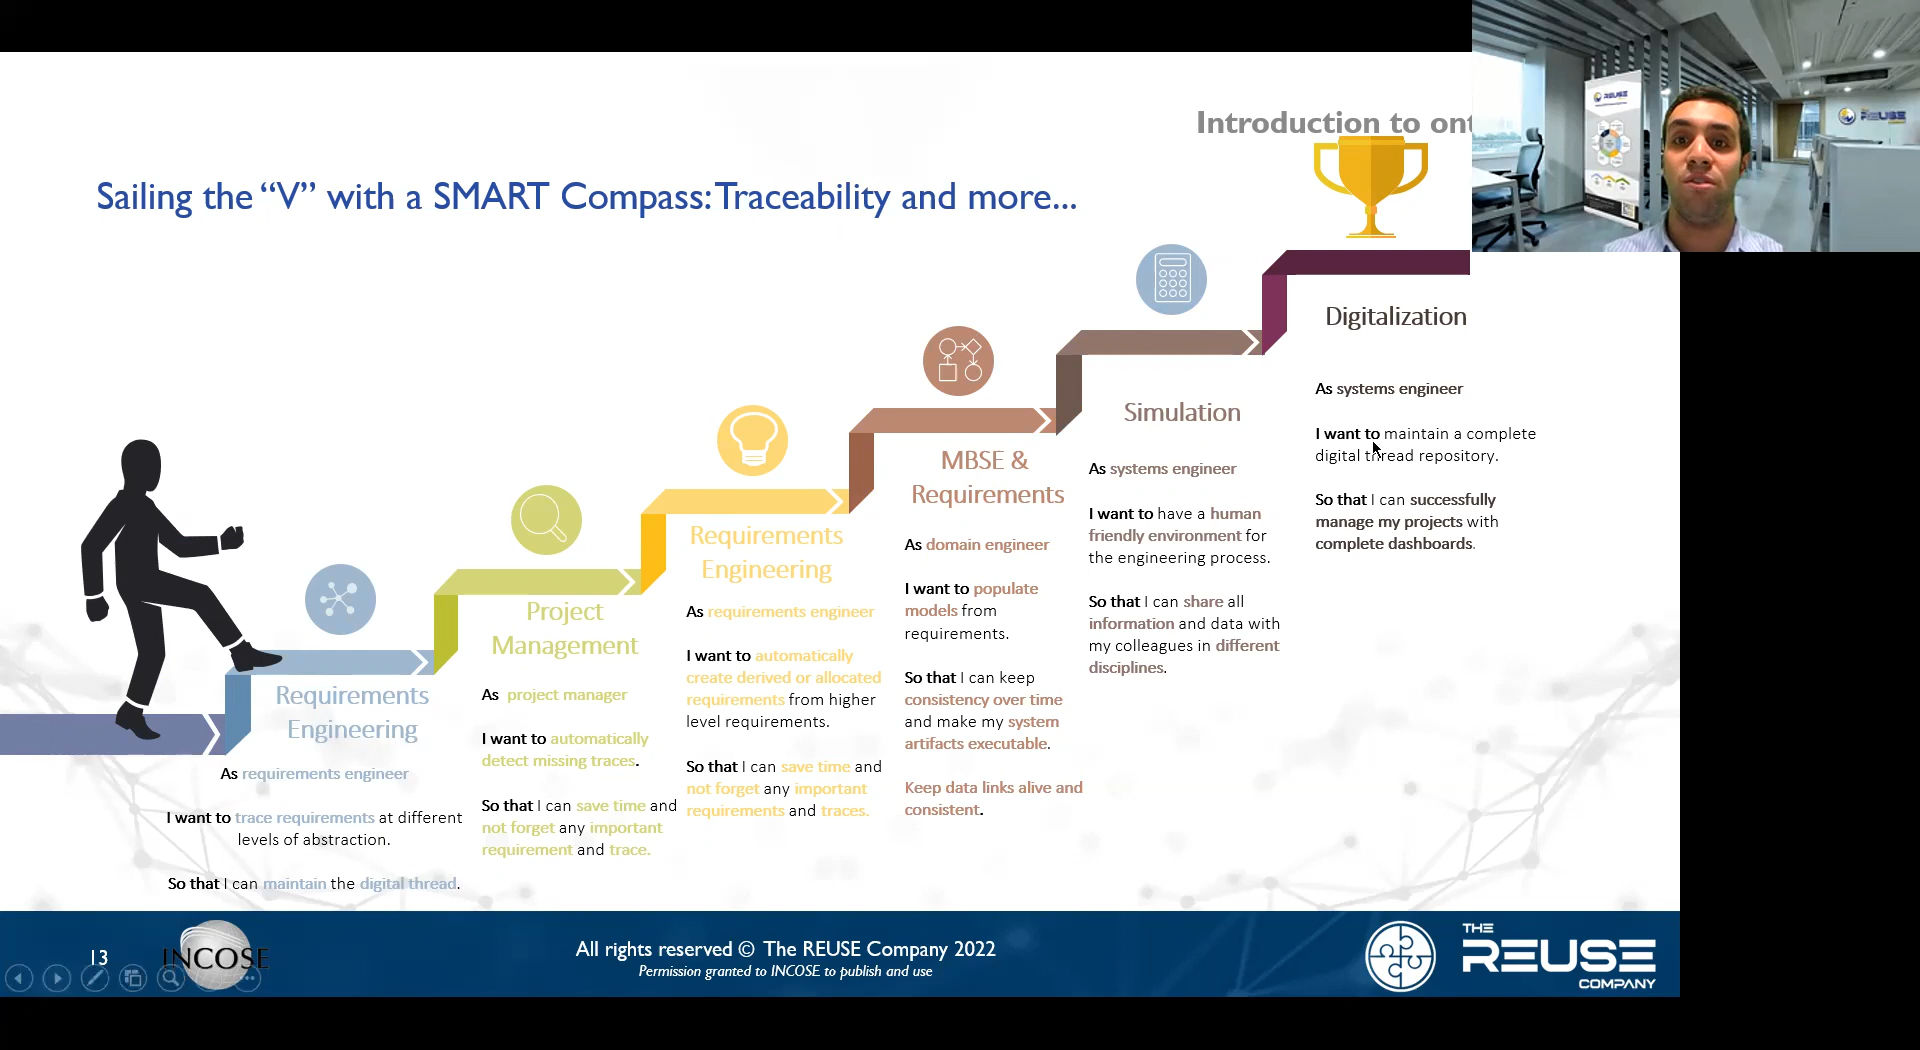 Introduction to ont
Sailing the “V” with a SMART Compass: Traceability and more...
Requirements
Engineering
As requirements engineer
I want to trace requirements at different
levels of abstraction.
So that I can maintain the digital thread.
Project
Management
As project manager
I want to automatically
detect missing traces.
So that I can save time and
not forget any important
requirement and trace.
Requirements
Engineering
As requirements engineer
I want to automatically
create derived or allocated
requirements from higher
level requirements.
So that I can save time and
not forget any important
requirements and traces.
MBSE &
Requirements
As domain engineer
I want to populate
models from
requirements.
So that I can keep
consistency over time
and make my system
artifacts executable.
Keep data links alive and
consistent.
Simulation
As systems engineer
I want to have a human
friendly environment for
the engineering process.
So that I can share all
information and data with
my colleagues in different
disciplines.
Digitalization
As systems engineer
I want to maintain a complete
digital thread repository.
So that I can successfully
manage my projects with
complete dashboards.
13
INCOSE
All rights reserved © The REUSE Company 2022
Permission granted to INCOSE to publish and use
THE
REUSE
COMPANY
REUSE
REUSE